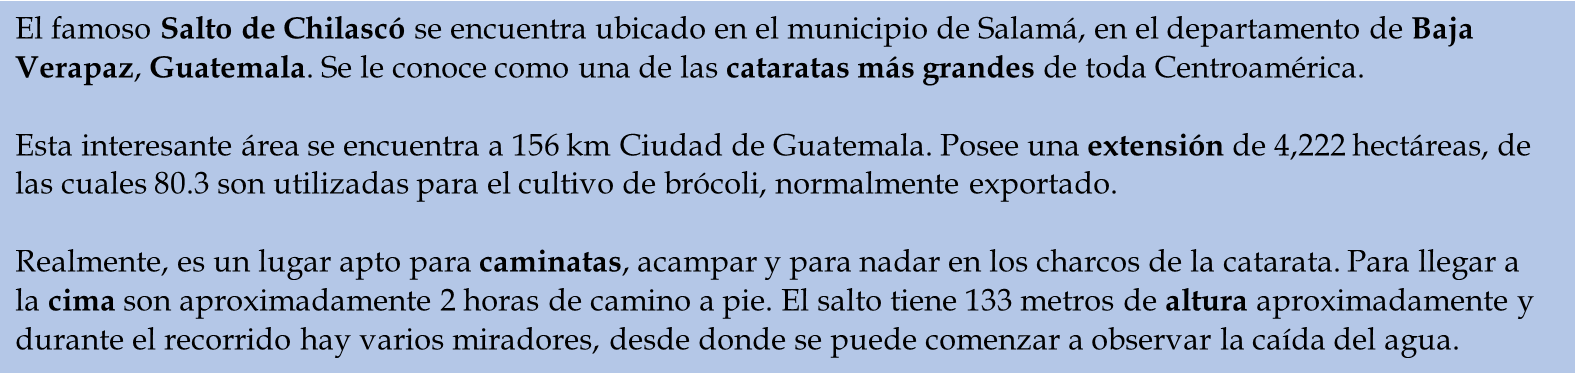 El famoso Salto de Chilascó se encuentra ubicado en el municipio de Salamá, en el departamento de Baja
Verapaz, Guatemala. Se le conoce como una de las cataratas más grandes de toda Centroamérica.
Esta interesante área se encuentra a 156 km Ciudad de Guatemala. Posee una extensión de 4,222 hectáreas, de
las cuales 80.3 son utilizadas para el cultivo de brócoli, normalmente exportado.
Realmente, es un lugar apto para caminatas, acampar y para nadar en los charcos de la catarata. Para llegar a
la cima son aproximadamente 2 horas de camino a pie. El salto tiene 133 metros de altura aproximadamente y
durante el recorrido hay varios miradores, desde donde se puede comenzar a observar la caída del agua.